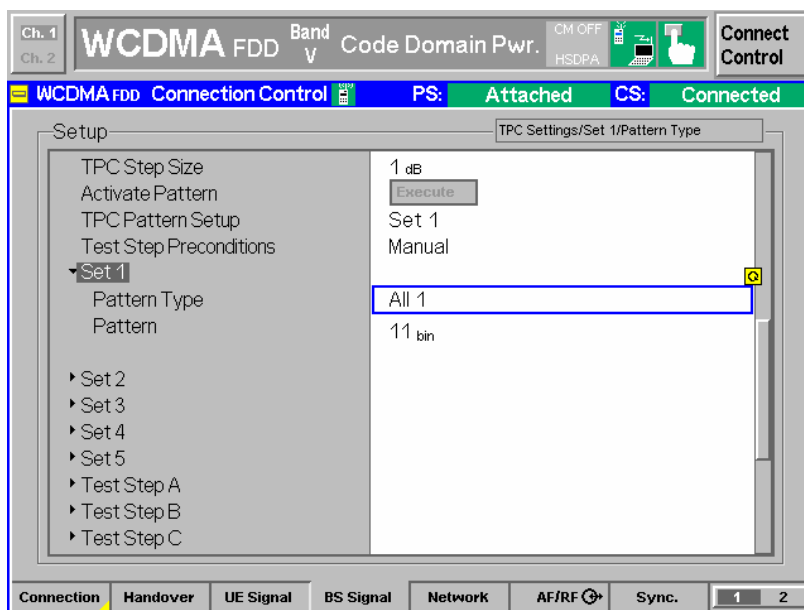 Ch. 1
Ch. 2
WCDMA FDD Band V Code Domain Pwr.
CM OFF
HSDPA
Connect Control
WCDMA FDD Connection Control PS: Attached CS: Connected
Setup TPC Settings/Set 1/Pattern Type
TPC Step Size 1 dB
Activate Pattern Execute
TPC Pattern Setup Set 1
Test Step Preconditions Manual
Set 1
Pattern Type All 1
Pattern 11 bin
Set 2
Set 3
Set 4
Set 5
Test Step A
Test Step B
Test Step C
Connection Handover UE Signal BS Signal Network AF/RF Sync. 1 2